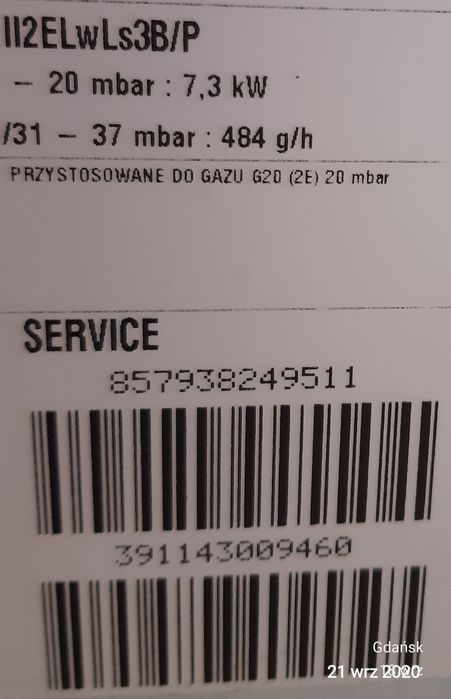 II2ELwLs3B/P
– 20 mbar : 7,3 kW
/31 – 37 mbar : 484 g/h
PRZYSTOSOWANE DO GAZU G20 (2E) 20 mbar
SERVICE
857938249511
391143009460
Gdańsk
21 wrz 2020